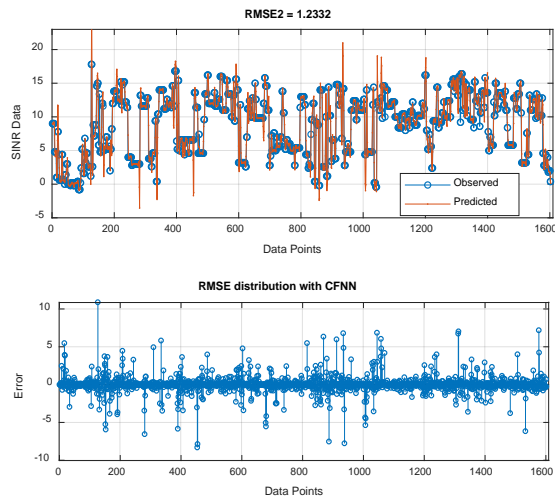 RMSE2 = 1.2332
20
15
10
5
0
-5
SINR Data
Observed
Predicted
0 200 400 600 800 1000 1200 1400 1600
Data Points
RMSE distribution with CFNN
10
5
0
-5
-10
Error
0 200 400 600 800 1000 1200 1400 1600
Data Points